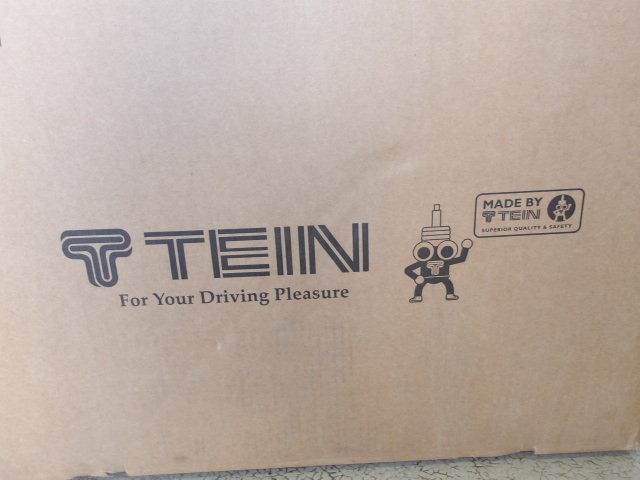 T TEIN
For Your Driving Pleasure
T
MADE BY
T TEIN
SUPERIOR QUALITY & SAFETY